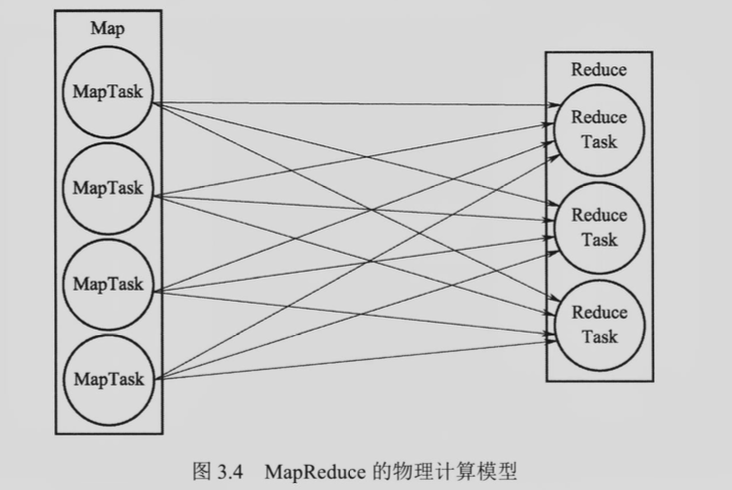 Map
MapTask
MapTask
MapTask
MapTask
Reduce
Reduce
Task
Reduce
Task
Reduce
Task
图 3.4 MapReduce 的物理计算模型